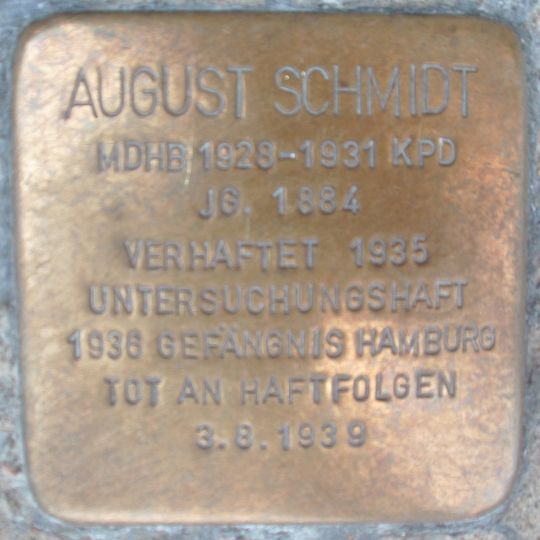 AUGUST SCHMIDT
MDHB 1928-1931 KPD
JG. 1884
VERHAFTET 1935
UNTERSUCHUNGSHAFT
1936 GEFÄNGNIS HAMBURG
TOT AN HAFTFOLGEN
3.8.1939